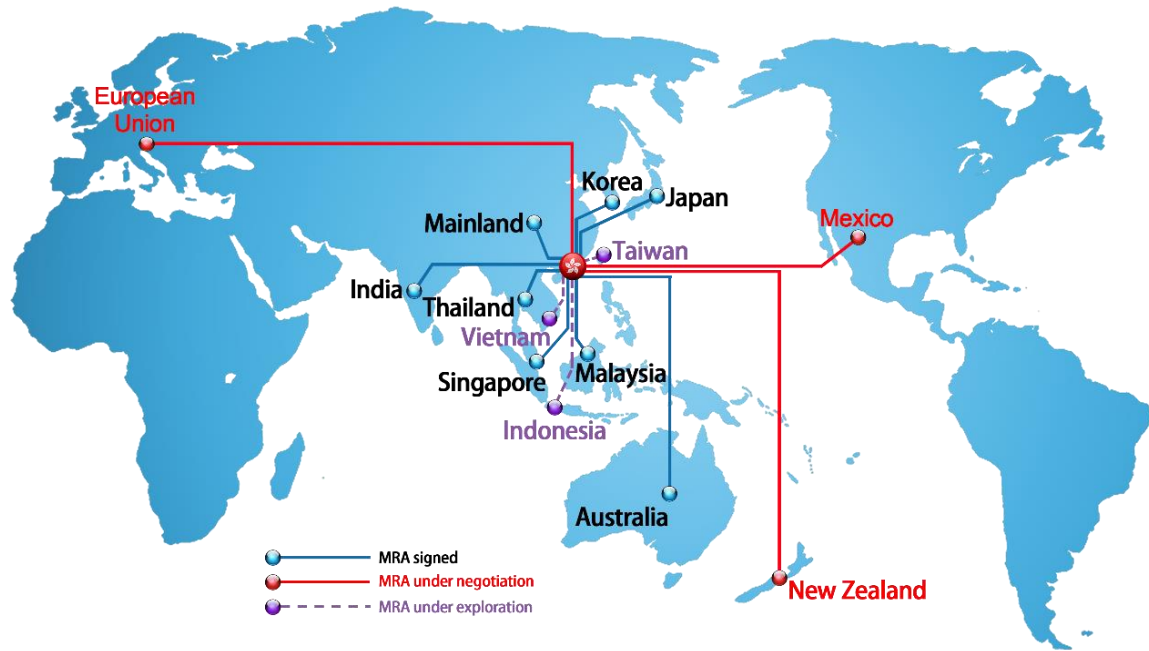 European
Union
Korea
Japan
Mainland
Mexico
Taiwan
India
Thailand
Vietnam
Singapore
Malaysia
Indonesia
Australia
New Zealand
MRA signed
MRA under negotiation
MRA under exploration